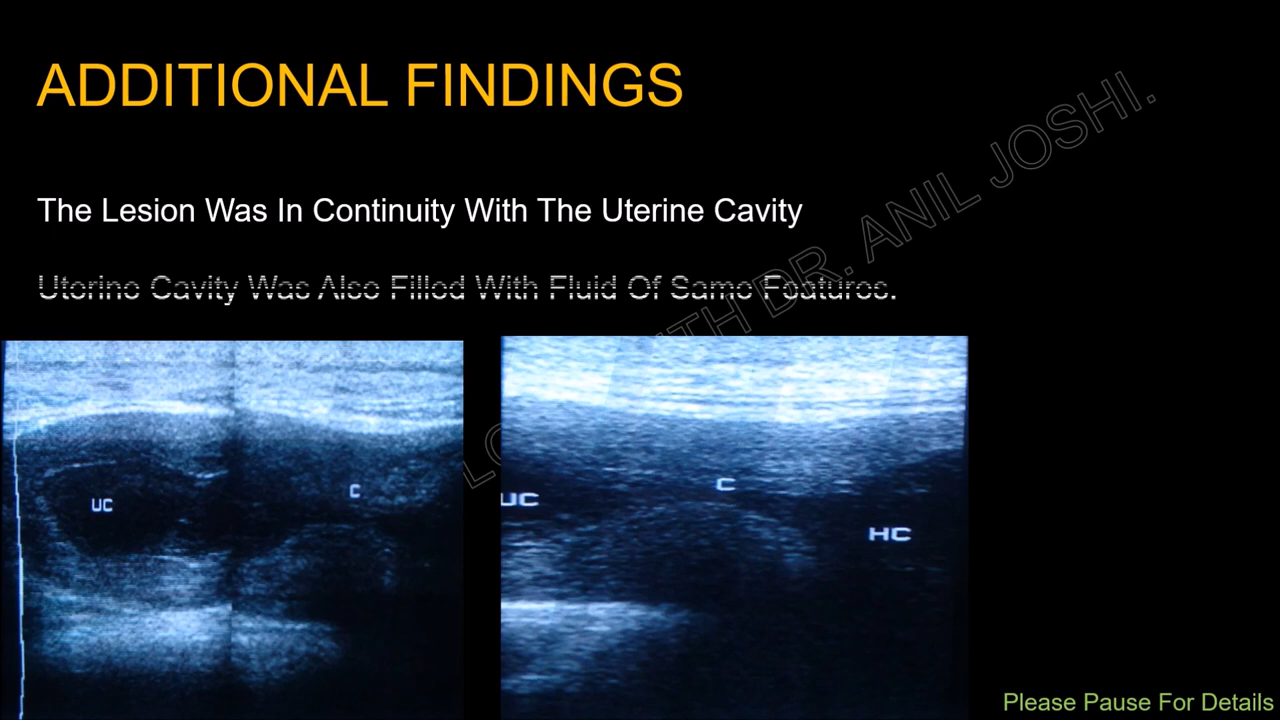 ADDITIONAL FINDINGS
The Lesion Was In Continuity With The Uterine Cavity
Uterine Cavity Was Also Filled With Fluid Of Same Features.
WITH DR. ANIL JOSHI.
UC
C
UC
C
HC
Please Pause For Details